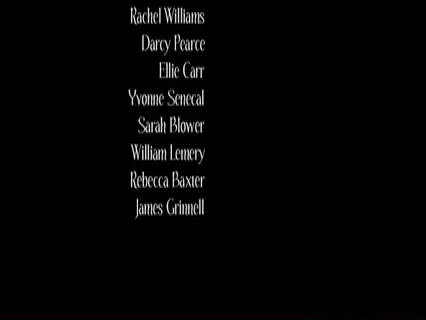 Rachel Williams
Darcy Pearce
Ellie Carr
Yvonne Senecal
Sarah Blower
William Lemery
Rebecca Baxter
James Grinnell